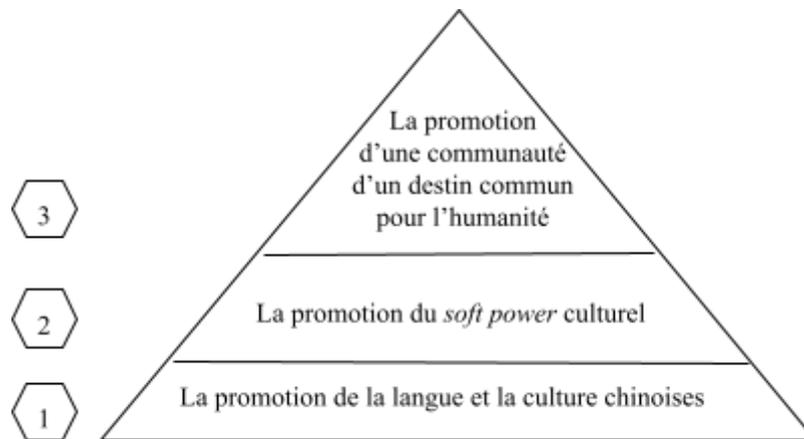 La promotion
d’une communauté
d’un destin commun
pour l’humanité
3
La promotion du soft power culturel
2
La promotion de la langue et la culture chinoises
1